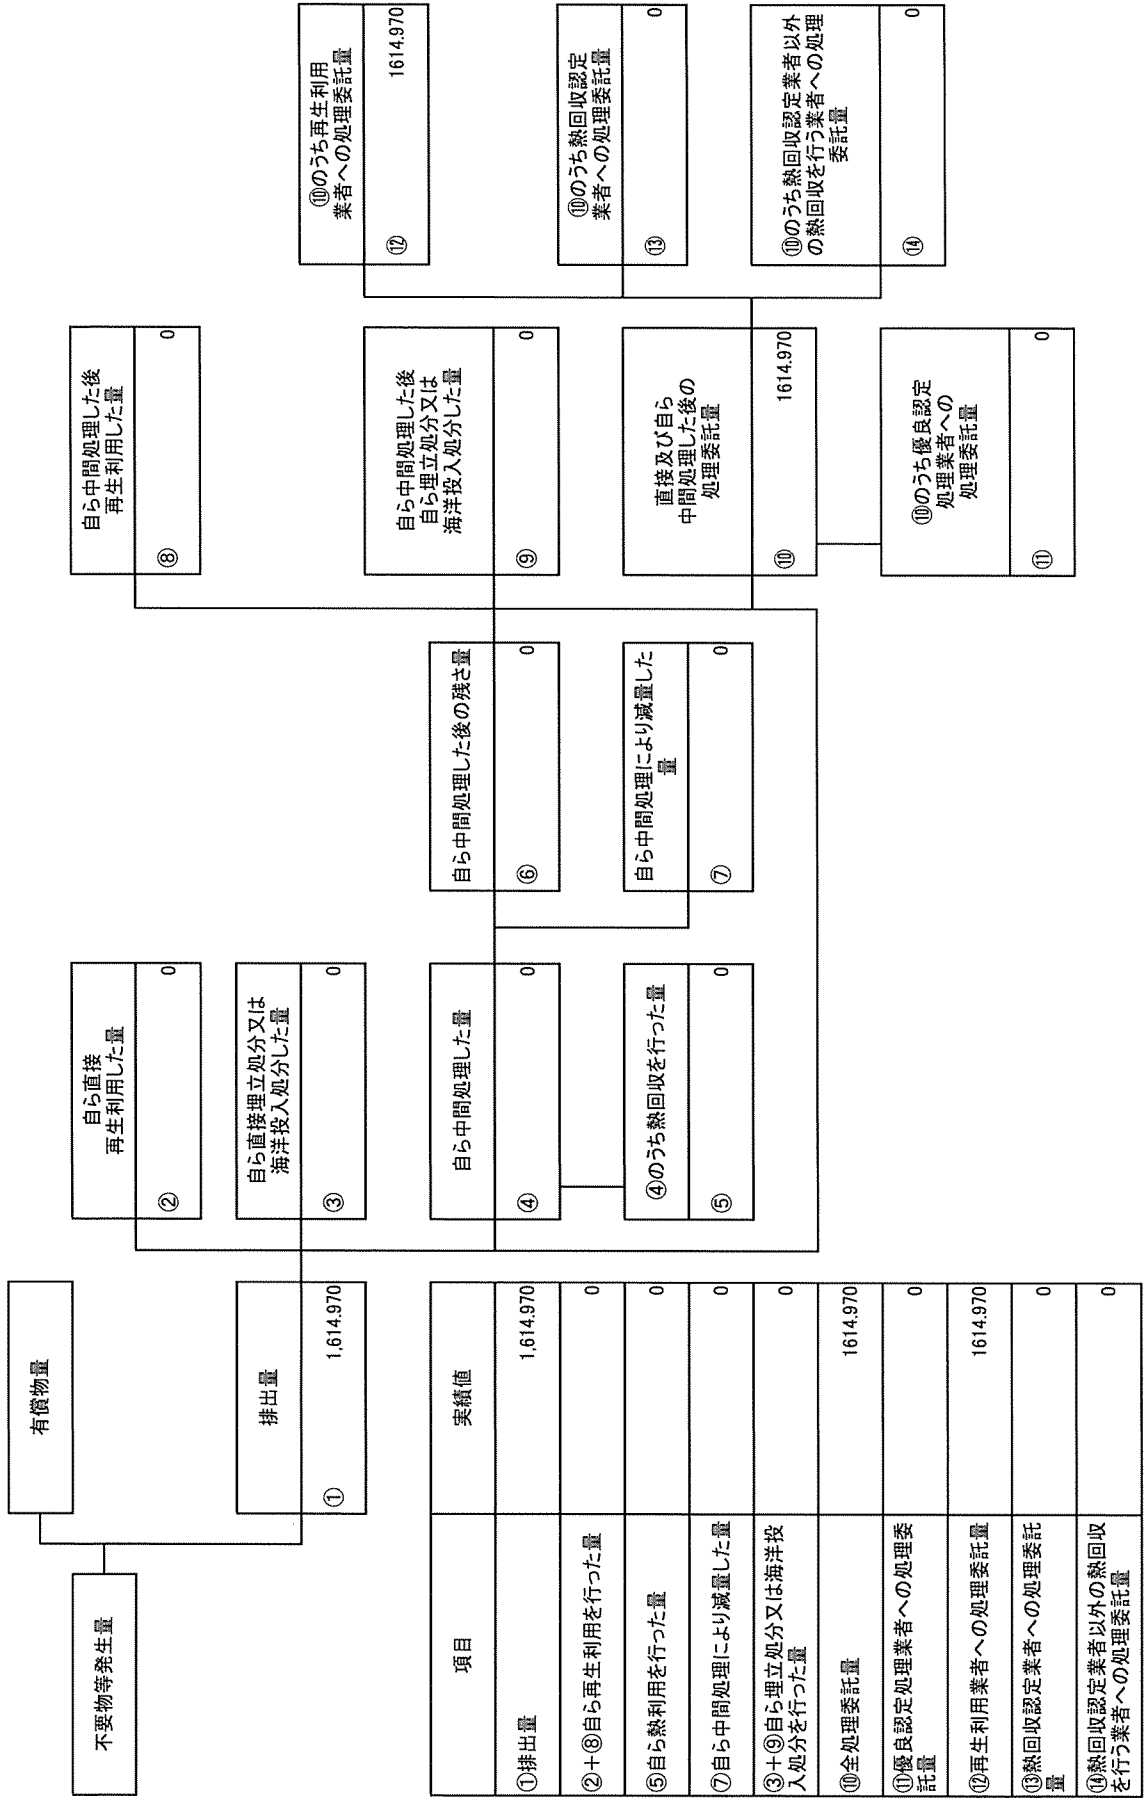 不要物等発生量
有償物量
排出量
① 1,614.970
自ら直接
再生利用した量
② 0
自ら直接埋立処分又は
海洋投入処分した量
③ 0
自ら中間処理した量
④ 0
④のうち熱回収を行った量
⑤ 0
自ら中間処理した後の残さ量
⑥ 0
自ら中間処理により減量した
量
⑦ 0
自ら中間処理した後
再生利用した量
⑧ 0
自ら中間処理した後
自ら埋立処分又は
海洋投入処分した量
⑨ 0
直接及び自ら
中間処理した後の
処理委託量
⑩ 1614.970
⑩のうち優良認定
処理業者への
処理委託量
⑪ 0
⑩のうち再生利用
業者への処理委託量
⑫ 1614.970
⑩のうち熱回収認定
業者への処理委託量
⑬ 0
⑩のうち熱回収認定業者以外
の熱回収を行う業者への処理
委託量
⑭ 0
項目 実績値
①排出量 1,614.970
②+⑧自ら再生利用を行った量 0
⑤自ら熱利用を行った量 0
⑦自ら中間処理により減量した量 0
③+⑨自ら埋立処分又は海洋投
入処分を行った量 0
⑩全処理委託量 1614.970
⑪優良認定処理業者への処理委
託量 0
⑫再生利用業者への処理委託量 1614.970
⑬熱回収認定業者への処理委託
量 0
⑭熱回収認定業者以外の熱回収
を行う業者への処理委託量 0